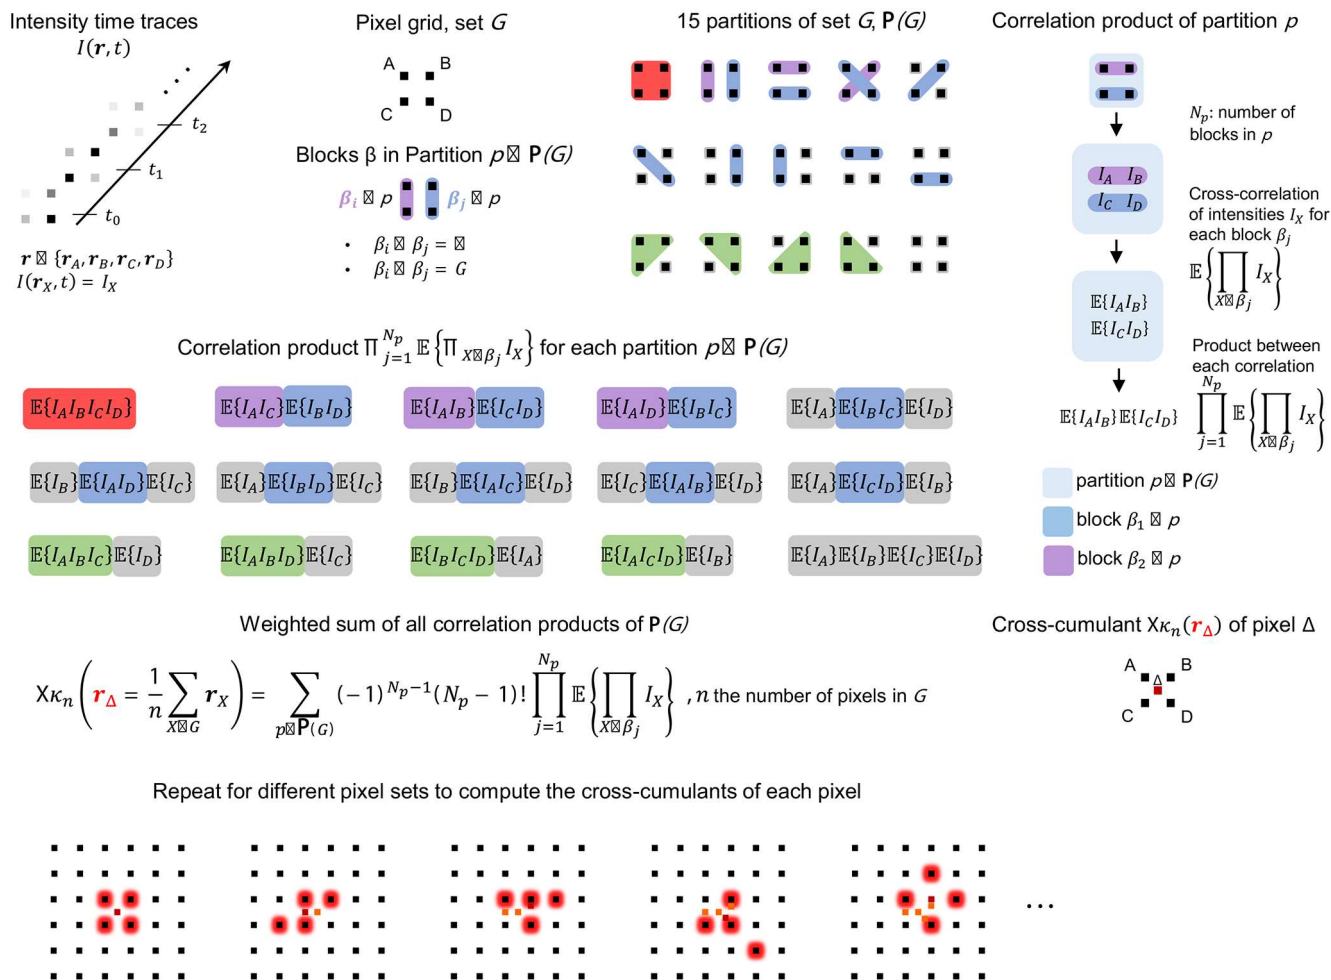 Intensity time traces
I(r, t)
t₂
t₁
t₀
r ▯ {r_A, r_B, r_C, r_D}
I(r_X, t) = I_X
Pixel grid, set G
A B
C D
Blocks β in Partition p ▯ P(G)
β_i ▯ p β_j ▯ p
• β_i ▯ β_j = ▯
• β_i ▯ β_j = G
15 partitions of set G, P(G)
Correlation product of partition p
N_p: number of
blocks in p
I_A I_B
I_C I_D
Cross-correlation
of intensities I_X for
each block β_j
𝔼{∏_{X▯β_j} I_X}
𝔼{I_A I_B}
𝔼{I_C I_D}
Product between
each correlation
𝔼{I_A I_B}𝔼{I_C I_D} ∏_{j=1}^{N_p} 𝔼{∏_{X▯β_j} I_X}
partition p▯ P(G)
block β₁ ▯ p
block β₂ ▯ p
Correlation product ∏_{j=1}^{N_p} 𝔼{∏_{X▯β_j} I_X} for each partition p▯ P(G)
𝔼{I_A I_B I_C I_D} 𝔼{I_A I_C}𝔼{I_B I_D} 𝔼{I_A I_B}𝔼{I_C I_D} 𝔼{I_A I_D}𝔼{I_B I_C} 𝔼{I_A}𝔼{I_B I_C}𝔼{I_D}
𝔼{I_B}𝔼{I_A I_D}𝔼{I_C} 𝔼{I_A}𝔼{I_B I_D}𝔼{I_C} 𝔼{I_B}𝔼{I_A I_C}𝔼{I_D} 𝔼{I_C}𝔼{I_A I_B}𝔼{I_D} 𝔼{I_A}𝔼{I_C I_D}𝔼{I_B}
𝔼{I_A I_B I_C}𝔼{I_D} 𝔼{I_A I_B I_D}𝔼{I_C} 𝔼{I_B I_C I_D}𝔼{I_A} 𝔼{I_A I_C I_D}𝔼{I_B} 𝔼{I_A}𝔼{I_B}𝔼{I_C}𝔼{I_D}
Weighted sum of all correlation products of P(G)
Xκ_n(r_Δ = 1/n ∑_{X▯G} r_X) = ∑_{p▯P(G)} (−1)^{N_p−1}(N_p − 1)! ∏_{j=1}^{N_p} 𝔼{∏_{X▯β_j} I_X} , n the number of pixels in G
Cross-cumulant Xκ_n(r_Δ) of pixel Δ
A B
Δ
C D
Repeat for different pixel sets to compute the cross-cumulants of each pixel
...